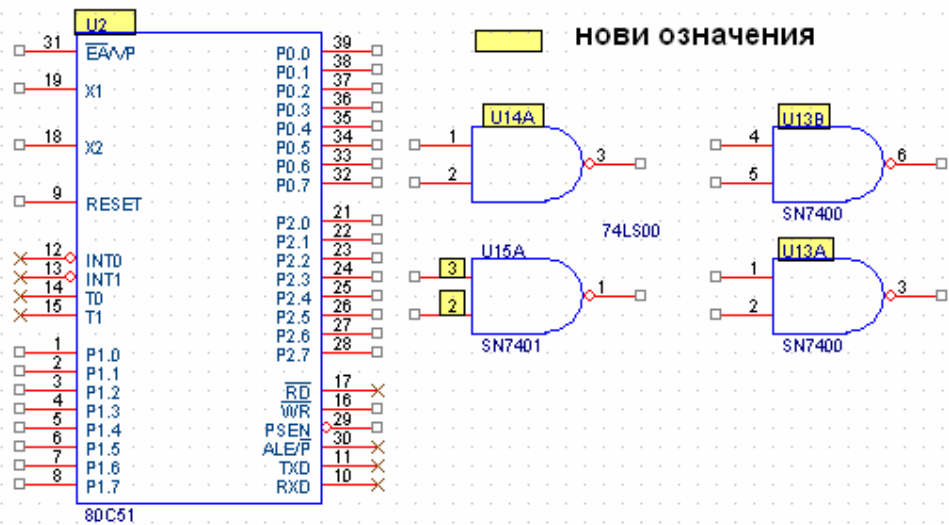 U2
нови означения
31 EA/VP P0.0 39
P0.1 38
19 X1 P0.2 37
P0.3 36
P0.4 35
18 X2 P0.5 34
P0.6 33
P0.7 32
9 RESET
P2.0 21
P2.1 22
12 INT0 P2.2 23
13 INT1 P2.3 24
14 T0 P2.4 25
15 T1 P2.5 26
P2.6 27
P2.7 28
1 P1.0
2 P1.1
3 P1.2 RD 17
4 P1.3 WR 16
5 P1.4 PSEN 29
6 P1.5 ALE/P 30
7 P1.6 TXD 11
8 P1.7 RXD 10
80C51
U14A
1
2
3
74LS00
U13B
4
5
6
SN7400
U15A
3
2
1
SN7401
U13A
1
2
3
SN7400